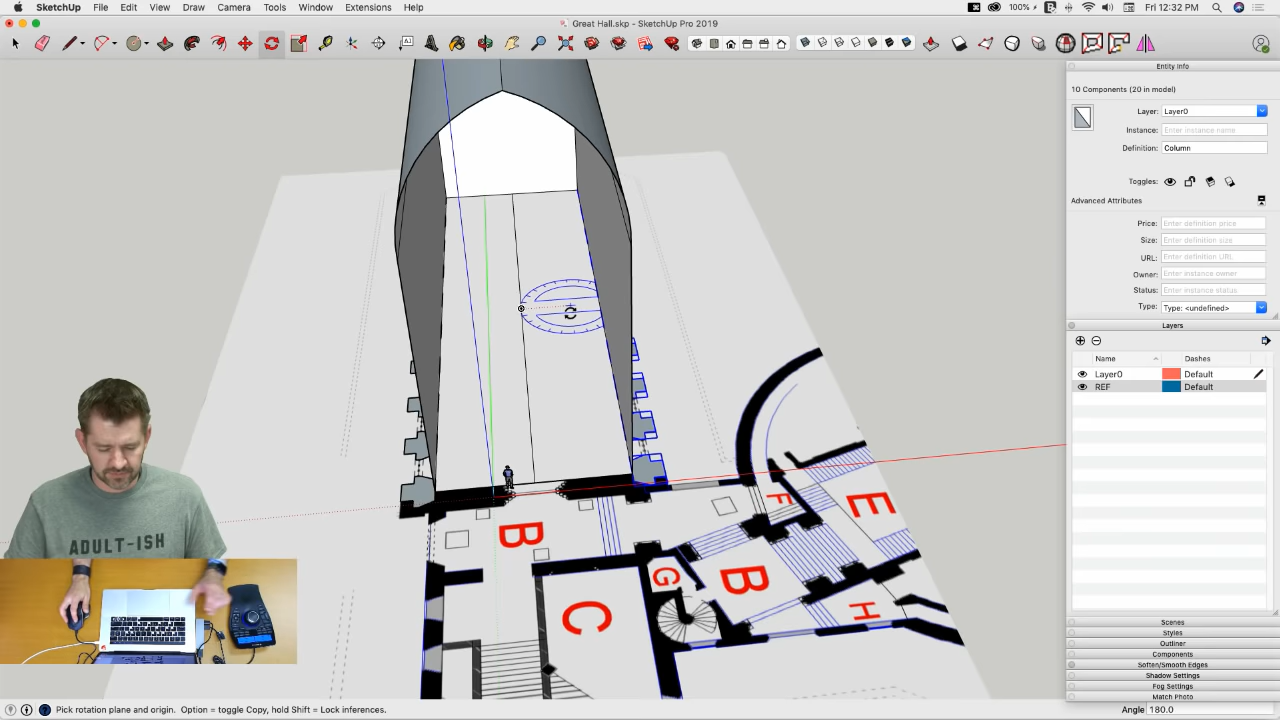 SketchUp File Edit View Draw Camera Tools Window Extensions Help
100% Fri 12:32 PM
Great Hall.skp - SketchUp Pro 2019
Entity Info
10 Components (20 in model)
Layer: Layer0
Instance: Enter instance name
Definition: Column
Toggles:
Advanced Attributes
Price: Enter definition price
Size: Enter definition size
URL: Enter definition URL
Owner: Enter instance owner
Status: Enter instance status
Type: Type: <undefined>
Layers
Name Dashes
Layer0 Default
REF Default
Scenes
Styles
Outliner
Components
Soften/Smooth Edges
Shadow Settings
Fog Settings
Match Photo
B
F
E
G
B
C
H
ADULT-ISH
Pick rotation plane and origin. Option = toggle Copy, hold Shift = Lock inferences.
Angle 180.0